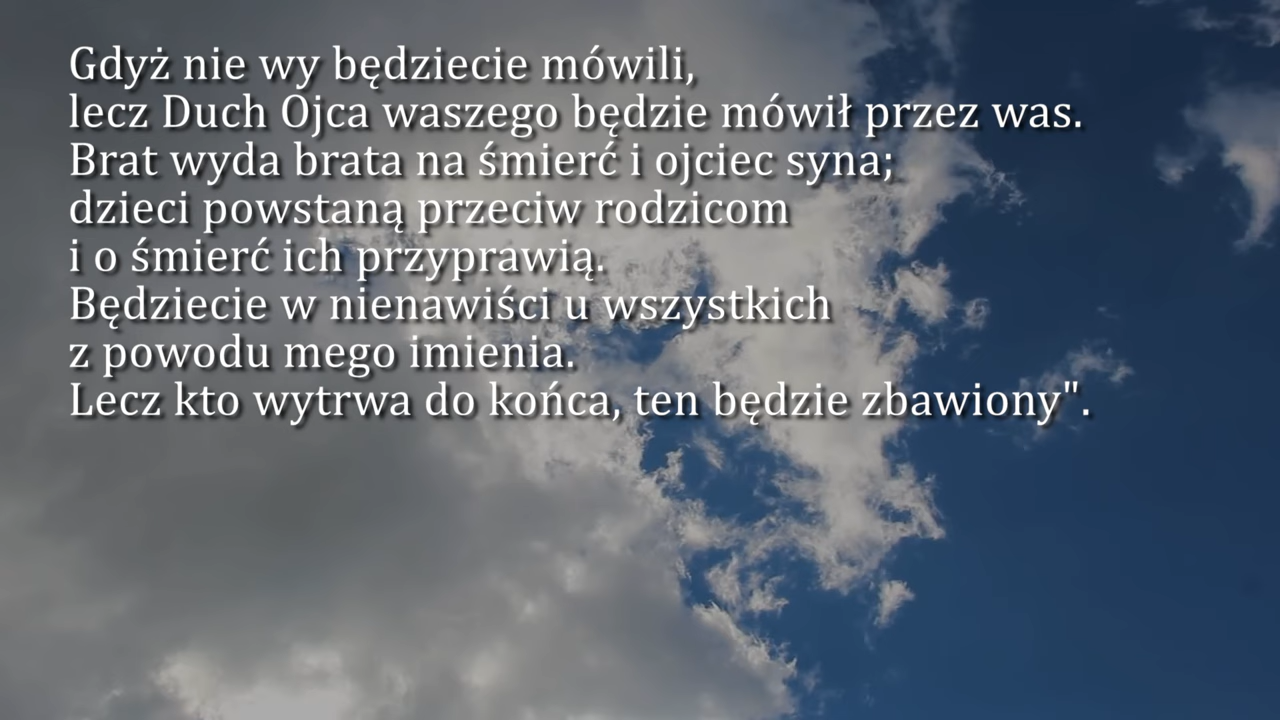 Gdyż nie wy będziecie mówili,
lecz Duch Ojca waszego będzie mówił przez was.
Brat wyda brata na śmierć i ojciec syna;
dzieci powstaną przeciw rodzicom
i o śmierć ich przyprawią.
Będziecie w nienawiści u wszystkich
z powodu mego imienia.
Lecz kto wytrwa do końca, ten będzie zbawiony".